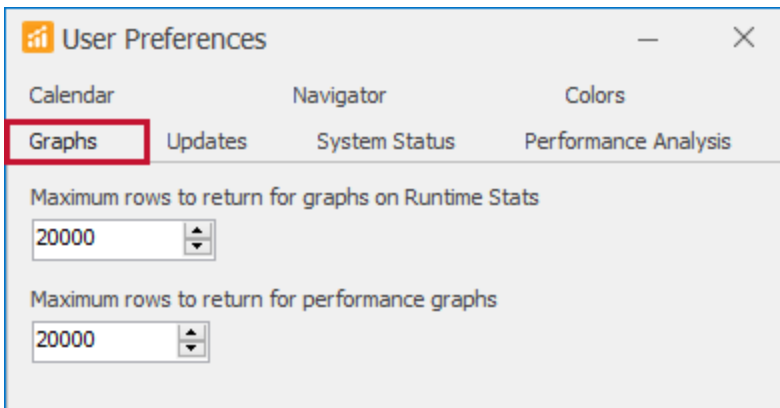 User Preferences
Calendar Navigator Colors
Graphs Updates System Status Performance Analysis
Maximum rows to return for graphs on Runtime Stats
20000
Maximum rows to return for performance graphs
20000